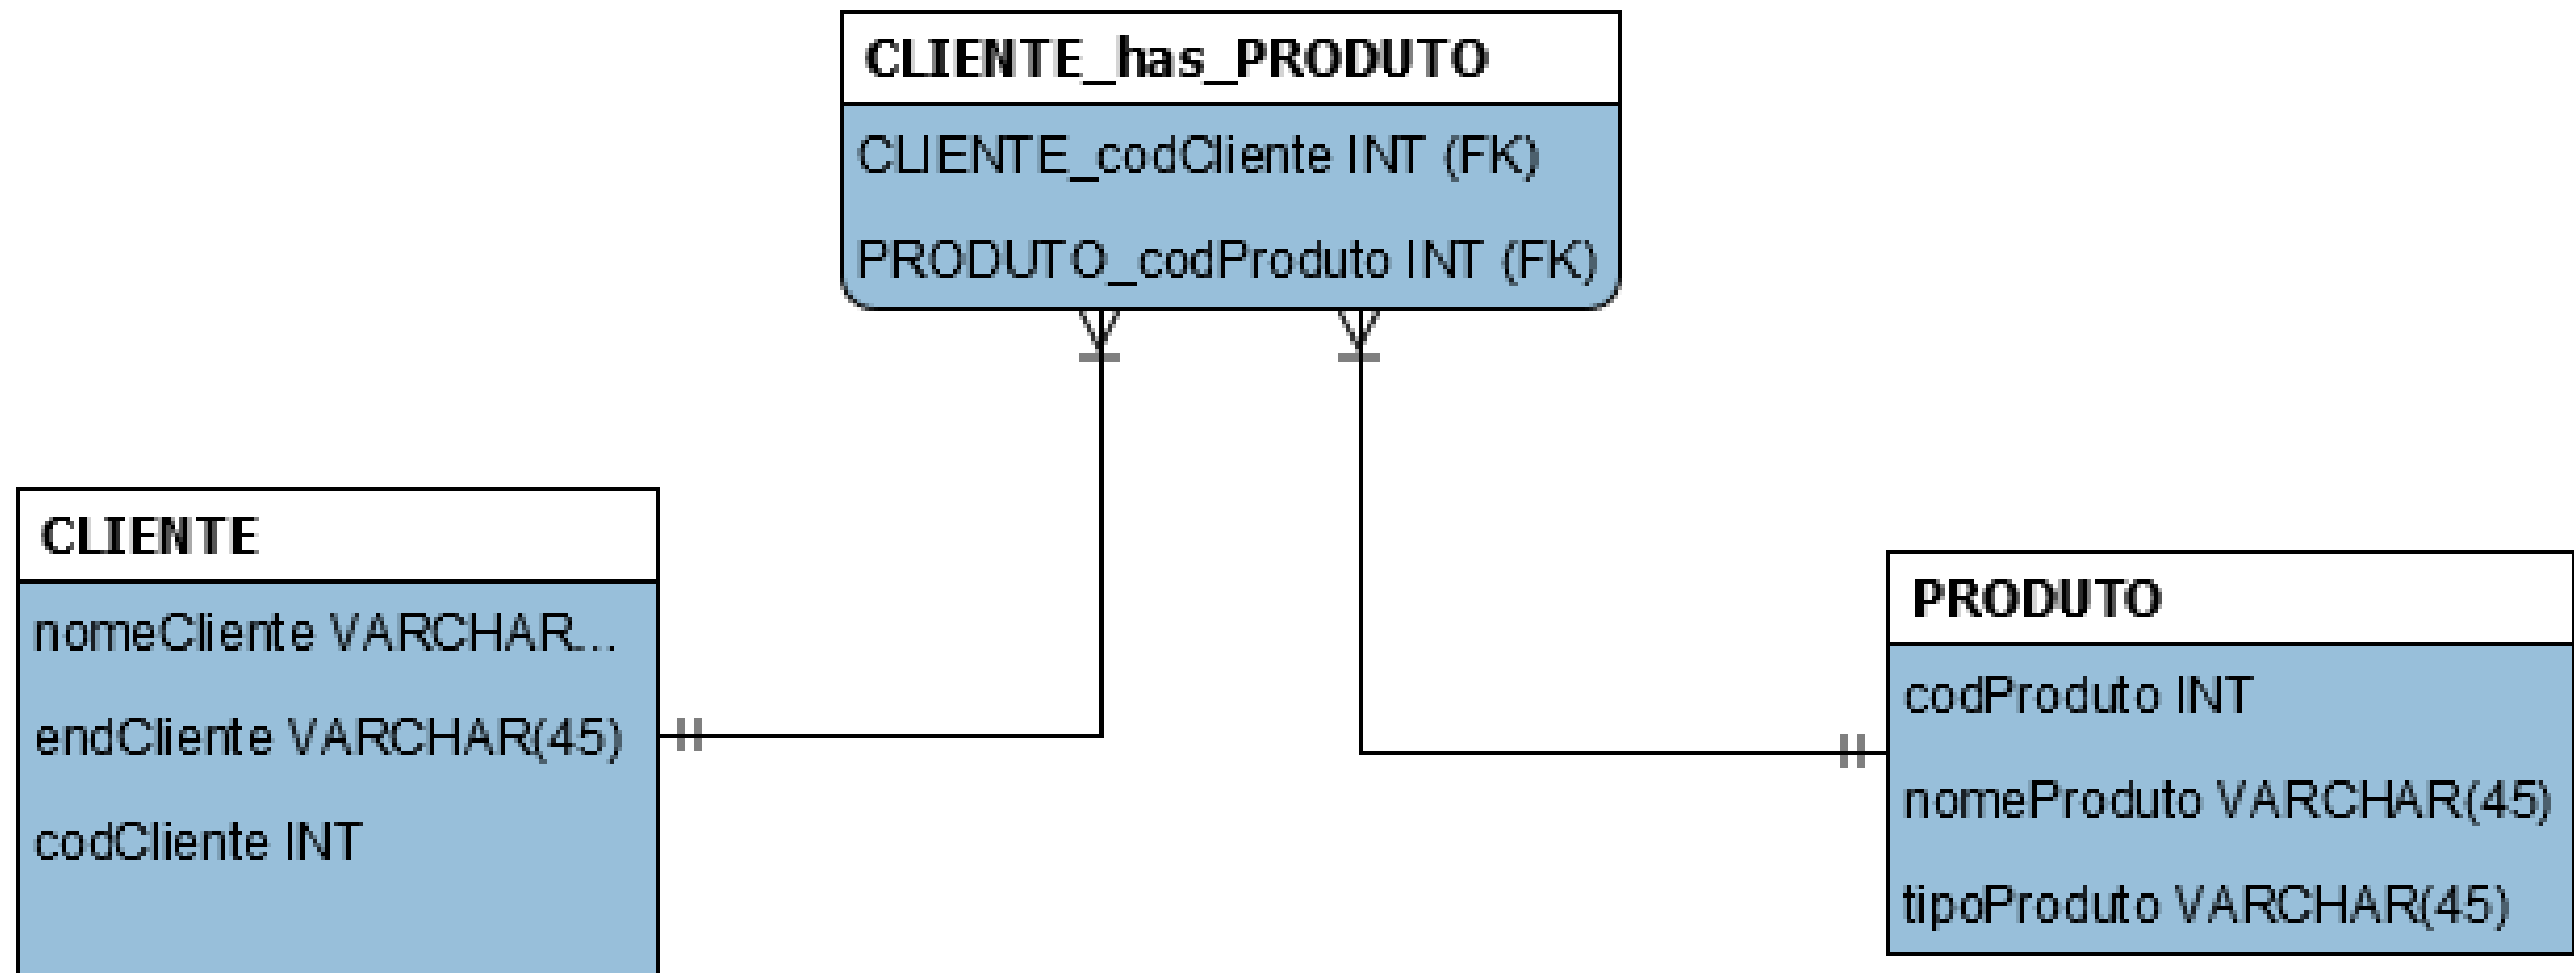 CLIENTE_has_PRODUTO
CLIENTE_codCliente INT (FK)
PRODUTO_codProduto INT (FK)
CLIENTE
nomeCliente VARCHAR...
endCliente VARCHAR(45)
codCliente INT
PRODUTO
codProduto INT
nomeProduto VARCHAR(45)
tipoProduto VARCHAR(45)